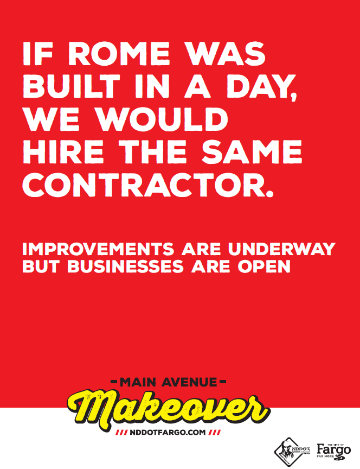 IF ROME WAS
BUILT IN A DAY,
WE WOULD
HIRE THE SAME
CONTRACTOR.
IMPROVEMENTS ARE UNDERWAY
BUT BUSINESSES ARE OPEN
-MAIN AVENUE-
Makeover
/// NDDOTFARGO.COM ///
Fargo